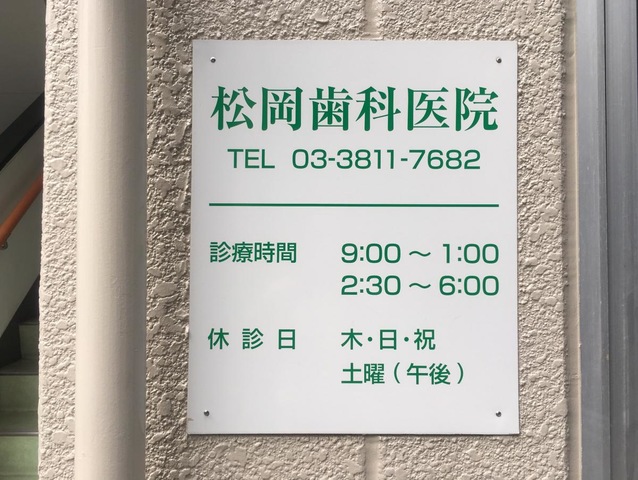 松岡歯科医院
TEL 03-3811-7682
診療時間 9:00～1:00
2:30～6:00
休診日 木・日・祝
土曜(午後)